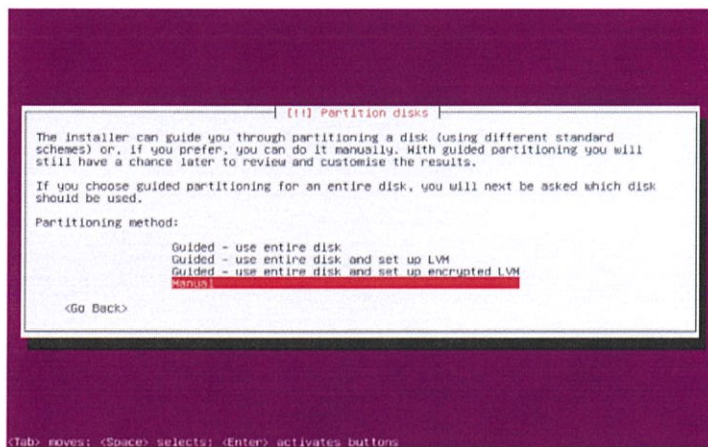 [!!] Partition disks
The installer can guide you through partitioning a disk (using different standard
schemes) or, if you prefer, you can do it manually. With guided partitioning you will
still have a chance later to review and customise the results.
If you choose guided partitioning for an entire disk, you will next be asked which disk
should be used.
Partitioning method:
Guided - use entire disk
Guided - use entire disk and set up LVM
Guided - use entire disk and set up encrypted LVM
Manual
<Go Back>
<Tab> moves; <Space> selects; <Enter> activates buttons